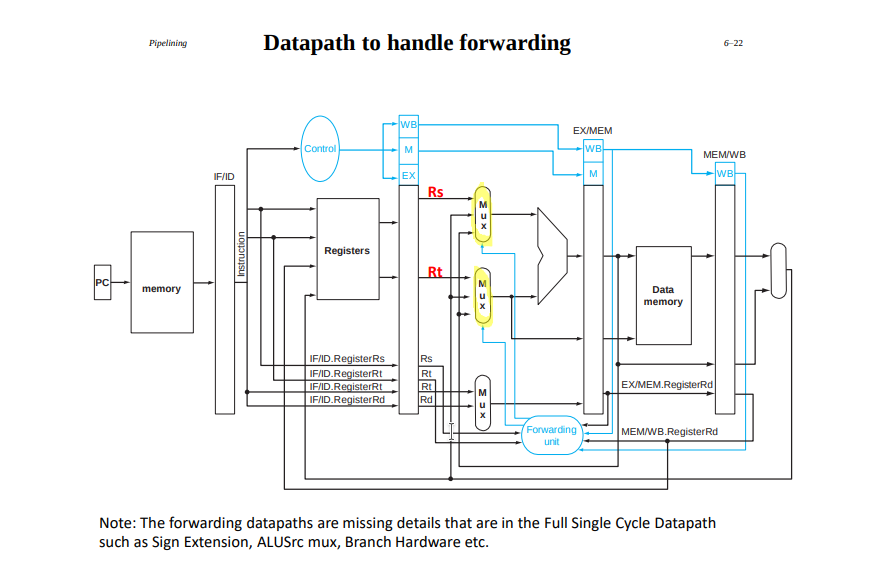 Pipelining
Datapath to handle forwarding
6–22
WB
EX/MEM
Control
M
WB
MEM/WB
IF/ID
EX
M
WB
Rs
M
u
x
Instruction
Registers
PC
memory
Rt
M
u
x
Data
memory
IF/ID.RegisterRs
Rs
IF/ID.RegisterRt
Rt
IF/ID.RegisterRt
Rt
IF/ID.RegisterRd
Rd
M
u
x
EX/MEM.RegisterRd
Forwarding
unit
MEM/WB.RegisterRd
Note: The forwarding datapaths are missing details that are in the Full Single Cycle Datapath
such as Sign Extension, ALUSrc mux, Branch Hardware etc.